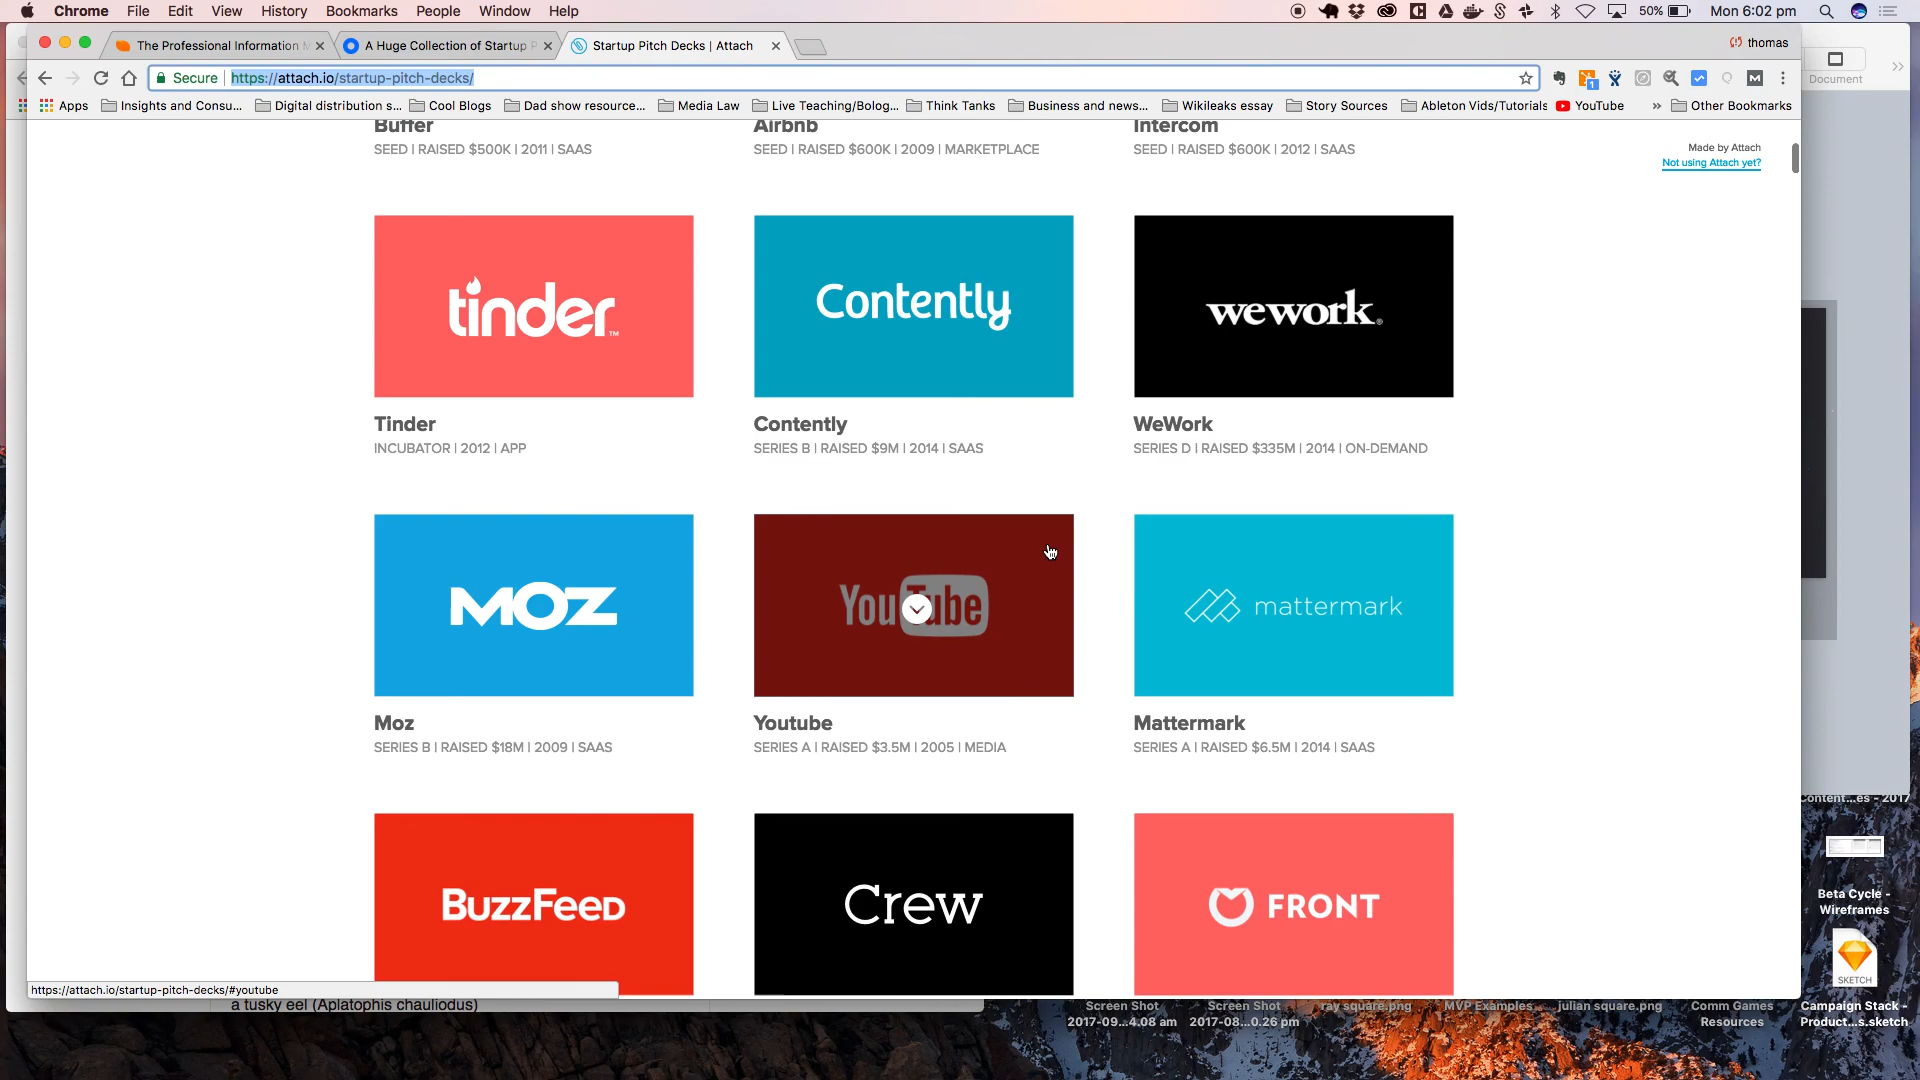 Chrome File Edit View History Bookmarks People Window Help
50% Mon 6:02 pm
The Professional Information M
A Huge Collection of Startup P
Startup Pitch Decks | Attach
thomas
Secure https://attach.io/startup-pitch-decks/
Document
Apps Insights and Consu... Digital distribution s... Cool Blogs Dad show resource... Media Law Live Teaching/Bolog... Think Tanks Business and news... Wikileaks essay Story Sources Ableton Vids/Tutorials YouTube » Other Bookmarks
Buffer
SEED | RAISED $500K | 2011 | SAAS
Airbnb
SEED | RAISED $600K | 2009 | MARKETPLACE
Intercom
SEED | RAISED $600K | 2012 | SAAS
Made by Attach
Not using Attach yet?
tinder™
Contently
wework®
Tinder
INCUBATOR | 2012 | APP
Contently
SERIES B | RAISED $9M | 2014 | SAAS
WeWork
SERIES D | RAISED $335M | 2014 | ON-DEMAND
MOZ
YouTube
mattermark
Moz
SERIES B | RAISED $18M | 2009 | SAAS
Youtube
SERIES A | RAISED $3.5M | 2005 | MEDIA
Mattermark
SERIES A | RAISED $6.5M | 2014 | SAAS
BuzzFeed
Crew
FRONT
Content...es - 2017
Beta Cycle -
Wireframes
SKETCH
Campaign Stack -
Product...s.sketch
https://attach.io/startup-pitch-decks/#youtube
a tusky eel (Aplatophis chauliodus)
Screen Shot
2017-09...4.08 am
Screen Shot
2017-08...0.26 pm
ray square.png
MVP Examples
julian square.png
Comm Games
Resources